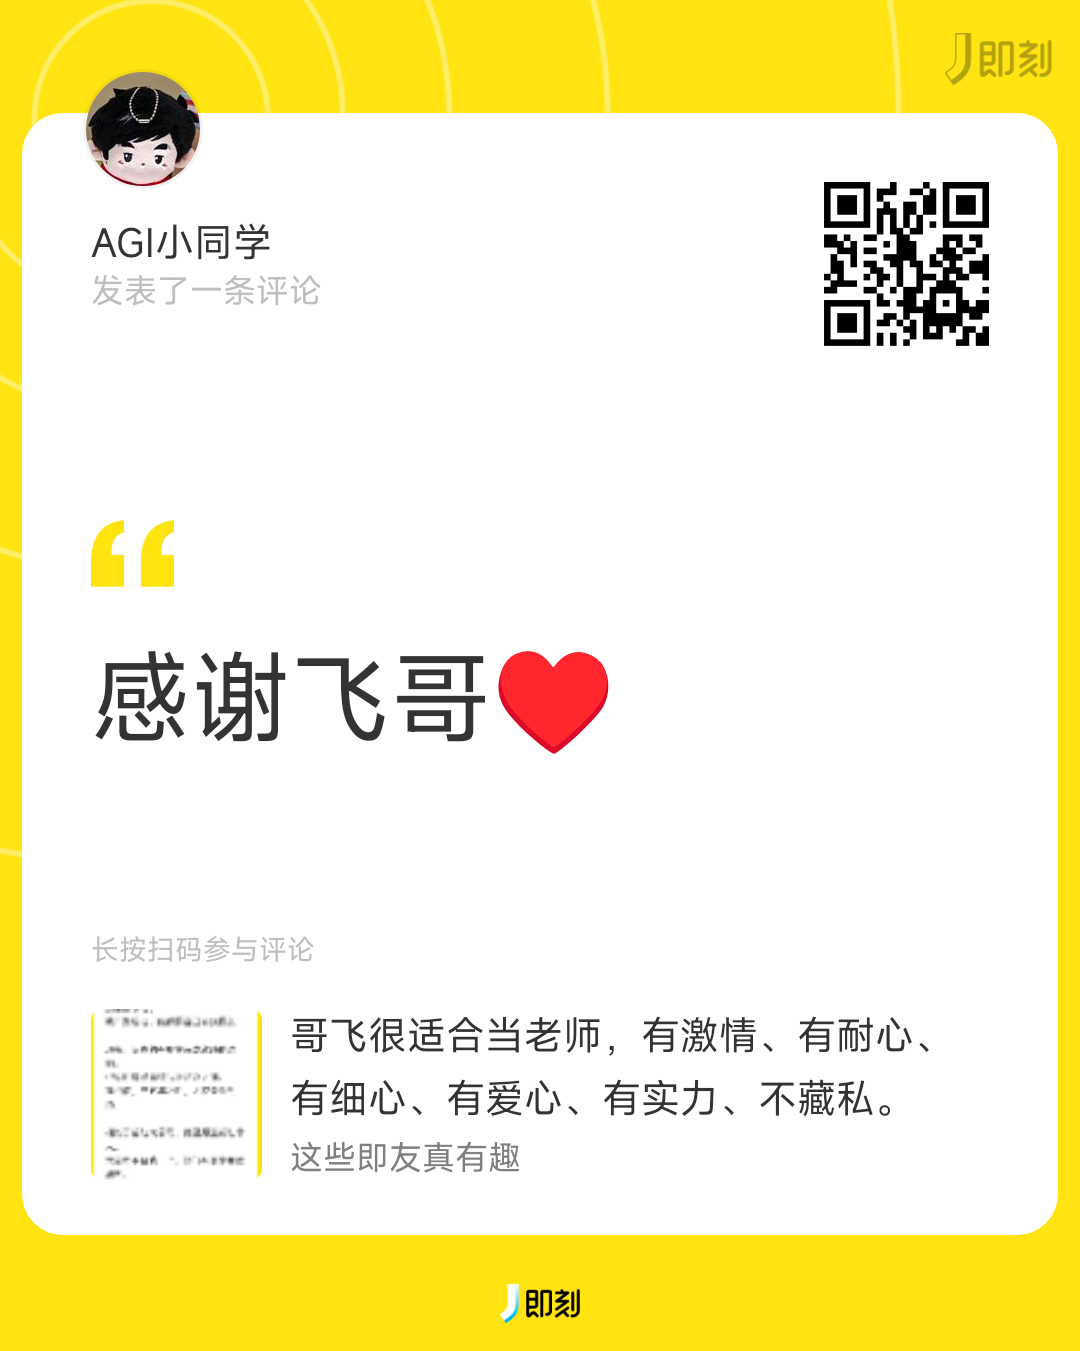 即刻
AGI小同学
发表了一条评论
感谢飞哥❤️
长按扫码参与评论
哥飞很适合当老师，有激情、有耐心、
有细心、有爱心、有实力、不藏私。
这些即友真有趣
即刻